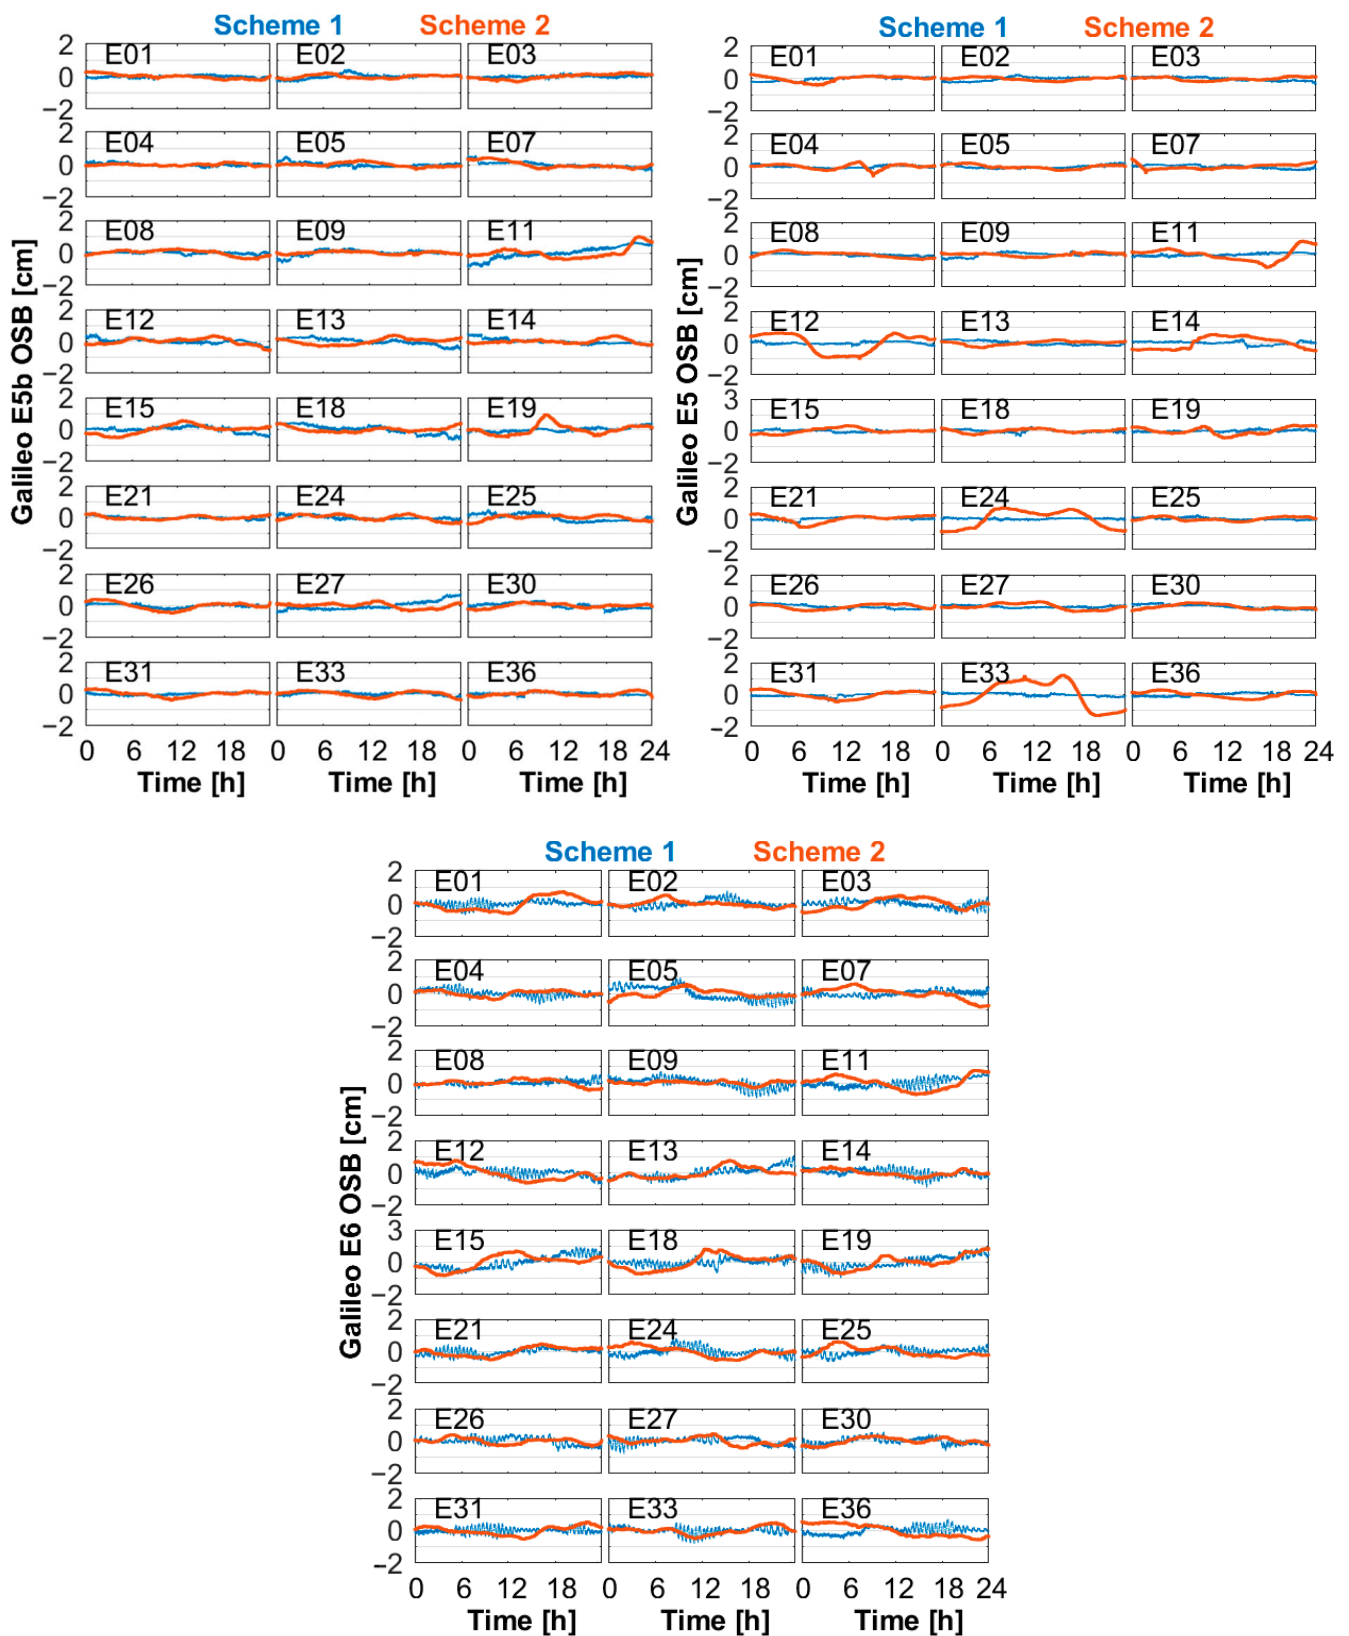 Scheme 1 Scheme 2
Galileo E5b OSB [cm]
2 E01 E02 E03
0
−2
2 E04 E05 E07
0
−2
2 E08 E09 E11
0
−2
2 E12 E13 E14
0
−2
2 E15 E18 E19
0
−2
2 E21 E24 E25
0
−2
2 E26 E27 E30
0
−2
2 E31 E33 E36
0
−2
0 6 12 18 0 6 12 18 0 6 12 18 24
Time [h] Time [h] Time [h]
Scheme 1 Scheme 2
Galileo E5 OSB [cm]
2 E01 E02 E03
0
−2
2 E04 E05 E07
0
−2
2 E08 E09 E11
0
−2
2 E12 E13 E14
0
−2
3 E15 E18 E19
0
−2
2 E21 E24 E25
0
−2
2 E26 E27 E30
0
−2
2 E31 E33 E36
0
−2
0 6 12 18 0 6 12 18 0 6 12 18 24
Time [h] Time [h] Time [h]
Scheme 1 Scheme 2
Galileo E6 OSB [cm]
2 E01 E02 E03
0
−2
2 E04 E05 E07
0
−2
2 E08 E09 E11
0
−2
2 E12 E13 E14
0
−2
3 E15 E18 E19
0
−2
2 E21 E24 E25
0
−2
2 E26 E27 E30
0
−2
2 E31 E33 E36
0
−2
0 6 12 18 0 6 12 18 0 6 12 18 24
Time [h] Time [h] Time [h]